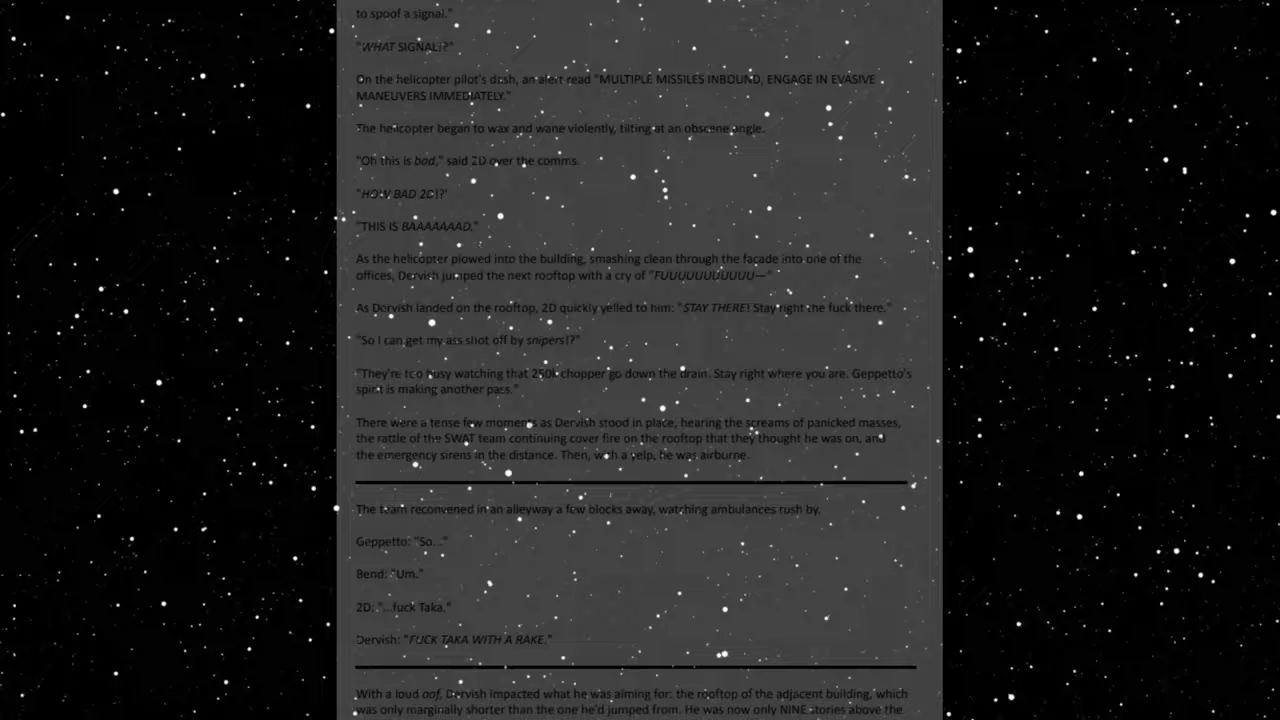 to spoof a signal."
"WHAT SIGNAL!?"
On the helicopter pilot's dash, an alert read "MULTIPLE MISSILES INBOUND, ENGAGE IN EVASIVE
MANEUVERS IMMEDIATELY."
The helicopter began to wax and wane violently, tilting at an obscene angle.
"Oh this is bad," said 2D over the comms.
"HOW BAD 2D!?'
"THIS IS BAAAAAAAD."
As the helicopter plowed into the building, smashing clean through the façade into one of the
offices, Dervish jumped the next rooftop with a cry of "FUUUUUUUUUUU—"
As Dervish landed on the rooftop, 2D quickly yelled to him: "STAY THERE! Stay right the fuck there."
"So I can get my ass shot off by snipers!?"
"They're too busy watching that 250k chopper go down the drain. Stay right where you are. Geppetto's
spirit is making another pass."
There were a tense few moments as Dervish stood in place, hearing the screams of panicked masses,
the rattle of the SWAT team continuing cover fire on the rooftop that they thought he was on, and
the emergency sirens in the distance. Then, with a yelp, he was airburne.
The team reconvened in an alleyway a few blocks away, watching ambulances rush by.
Geppetto: "So..."
Bend: "Um."
2D: "...fuck Taka."
Dervish: "FUCK TAKA WITH A RAKE."
With a loud oof, Dervish impacted what he was aiming for: the rooftop of the adjacent building, which
was only marginally shorter than the one he'd jumped from. He was now only NINE stories above the